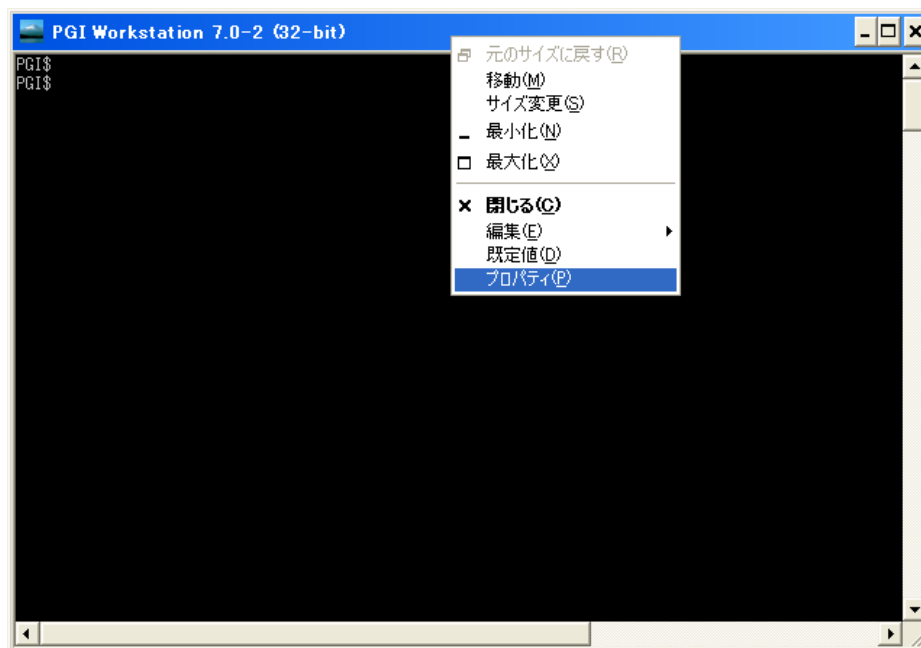 PGI Workstation 7.0-2 (32-bit)
PGI$
PGI$
元のサイズに戻す(R)
移動(M)
サイズ変更(S)
最小化(N)
最大化(X)
閉じる(C)
編集(E)
既定値(D)
プロパティ(P)